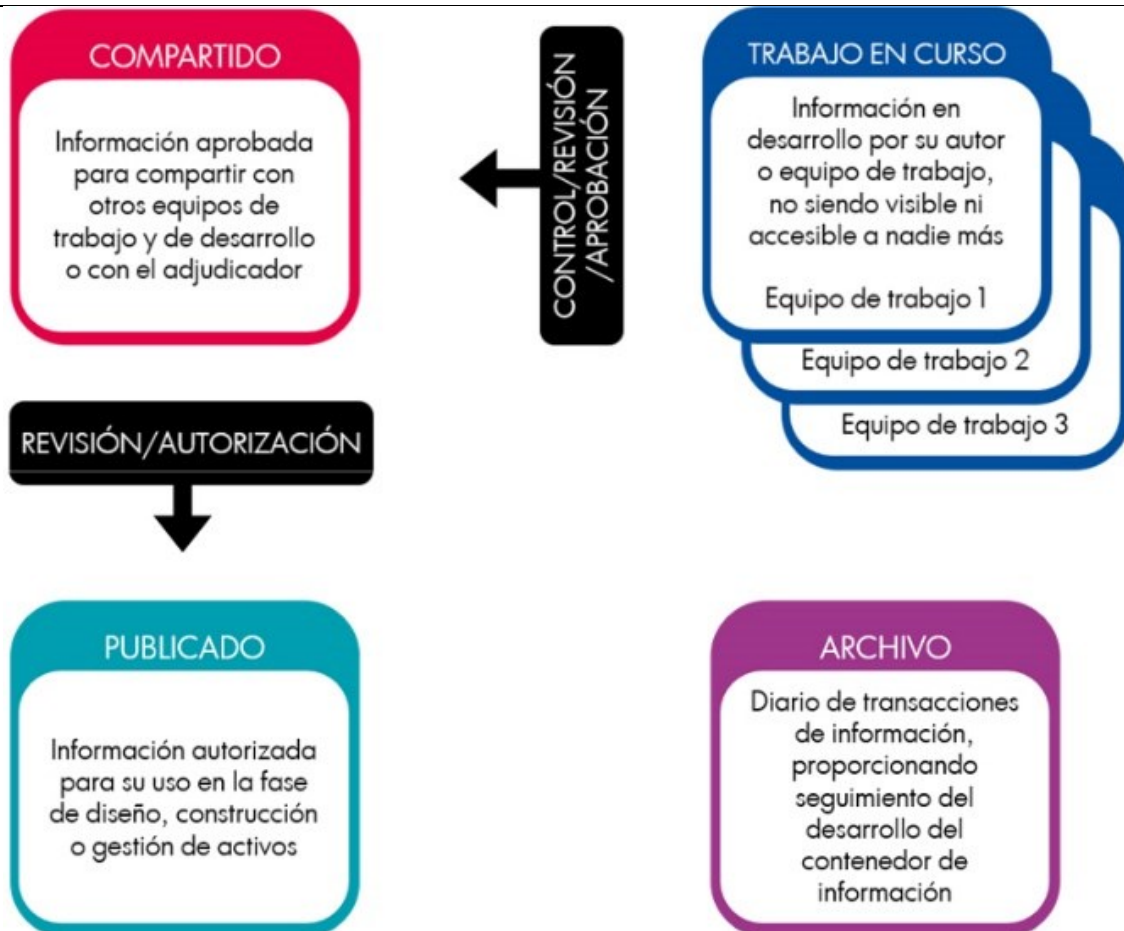 COMPARTIDO
Información aprobada
para compartir con
otros equipos de
trabajo y de desarrollo
o con el adjudicador
CONTROL/REVISIÓN
/APROBACIÓN
TRABAJO EN CURSO
Información en
desarrollo por su autor
o equipo de trabajo,
no siendo visible ni
accesible a nadie más
Equipo de trabajo 1
Equipo de trabajo 2
Equipo de trabajo 3
REVISIÓN/AUTORIZACIÓN
PUBLICADO
Información autorizada
para su uso en la fase
de diseño, construcción
o gestión de activos
ARCHIVO
Diario de transacciones
de información,
proporcionando
seguimiento del
desarrollo del
contenedor de
información